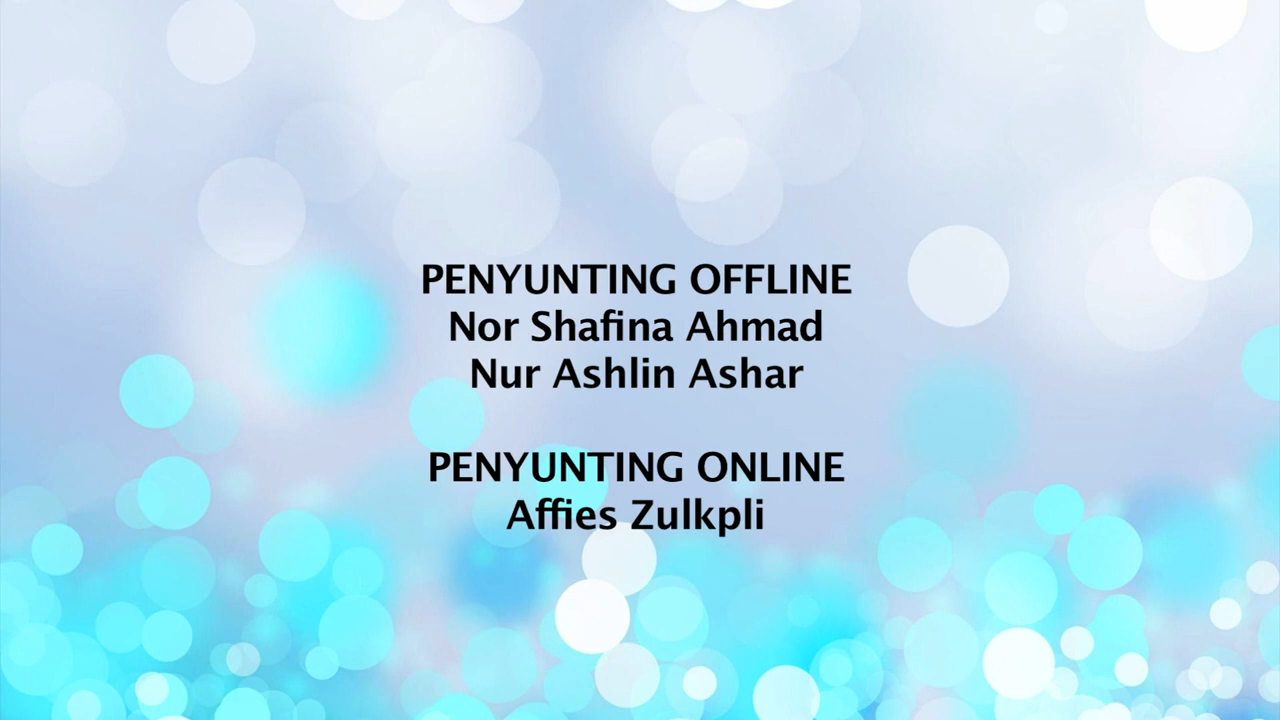 PENYUNTING OFFLINE
Nor Shafina Ahmad
Nur Ashlin Ashar
PENYUNTING ONLINE
Affies Zulkpli